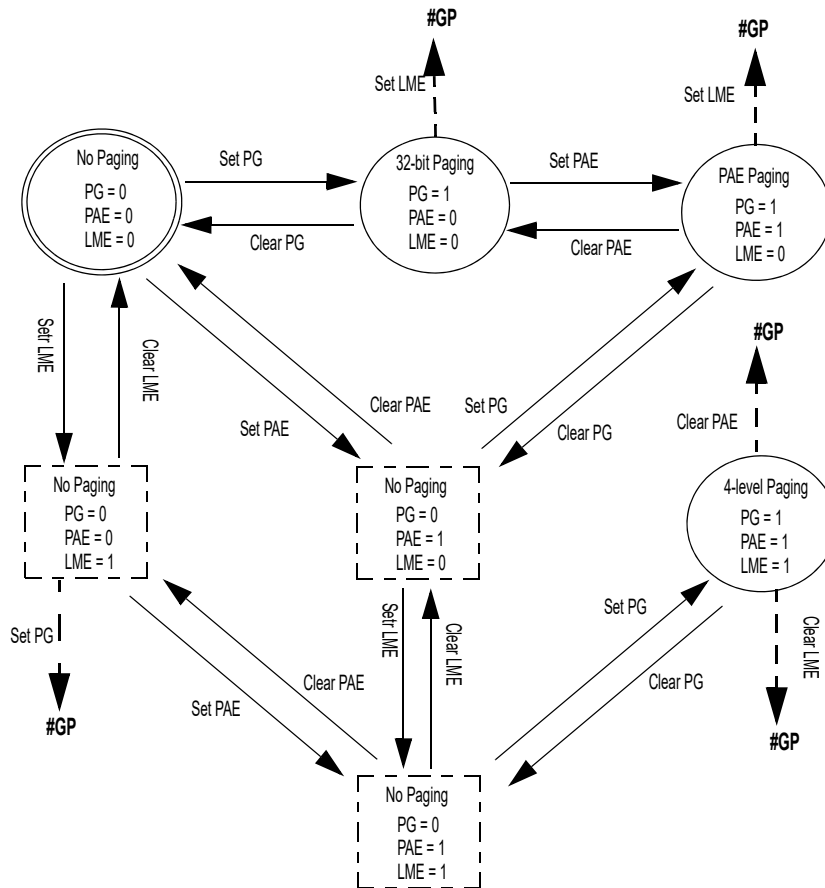 #GP
#GP
Set LME
Set LME
No Paging
PG = 0
PAE = 0
LME = 0
Set PG
Clear PG
32-bit Paging
PG = 1
PAE = 0
LME = 0
Set PAE
Clear PAE
PAE Paging
PG = 1
PAE = 1
LME = 0
Setr LME
Clear LME
Set PAE
Clear PAE
Set PG
Clear PG
#GP
Clear PAE
No Paging
PG = 0
PAE = 0
LME = 1
No Paging
PG = 0
PAE = 1
LME = 0
4-level Paging
PG = 1
PAE = 1
LME = 1
Set PG
#GP
Set PAE
Clear PAE
Setr LME
Clear LME
Set PG
Clear PG
Clear LME
#GP
No Paging
PG = 0
PAE = 1
LME = 1